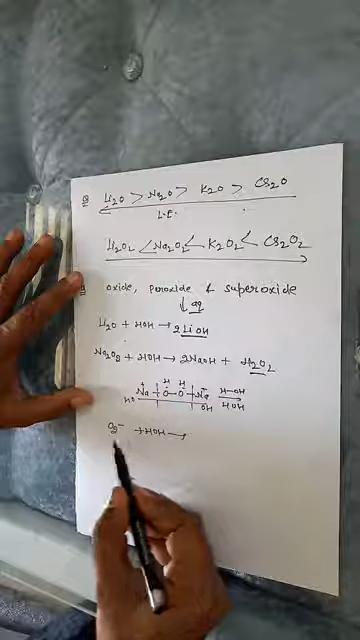 Q Li2O > Na2O > K2O > Cs2O
L.E.
Li2O2 < Na2O2 < K2O2 < Cs2O2
oxide, peroxide & superoxide
↓ aq
Li2O + HOH → 2LiOH
Na2O2 + HOH → 2NaOH + H2O2
H H
Na+ O-O Na H-OH
HO OH HOH
O2- + HOH →